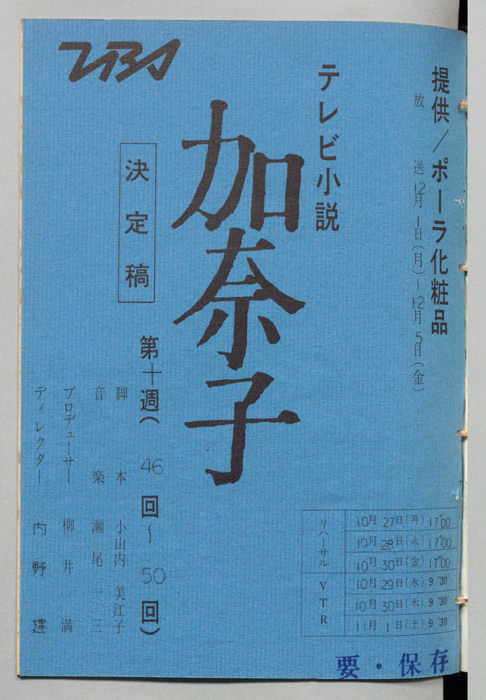 提供/ポーラ化粧品
放送12月1日(月)~12月5日(金)
テレビ小説
加奈子
決定稿
TBS
第十週(46回~50回)
脚本 小山内美江子
音楽 瀬尾一三
プロデューサー 柳井満
ディレクター 内野建
リハーサル
10月27日(月)17°00
10月28日(火)17°00
10月30日(金)17°00
VTR
10月29日(水)9°30
10月30日(木)9°30
11月1日(土)9°30
要・保存